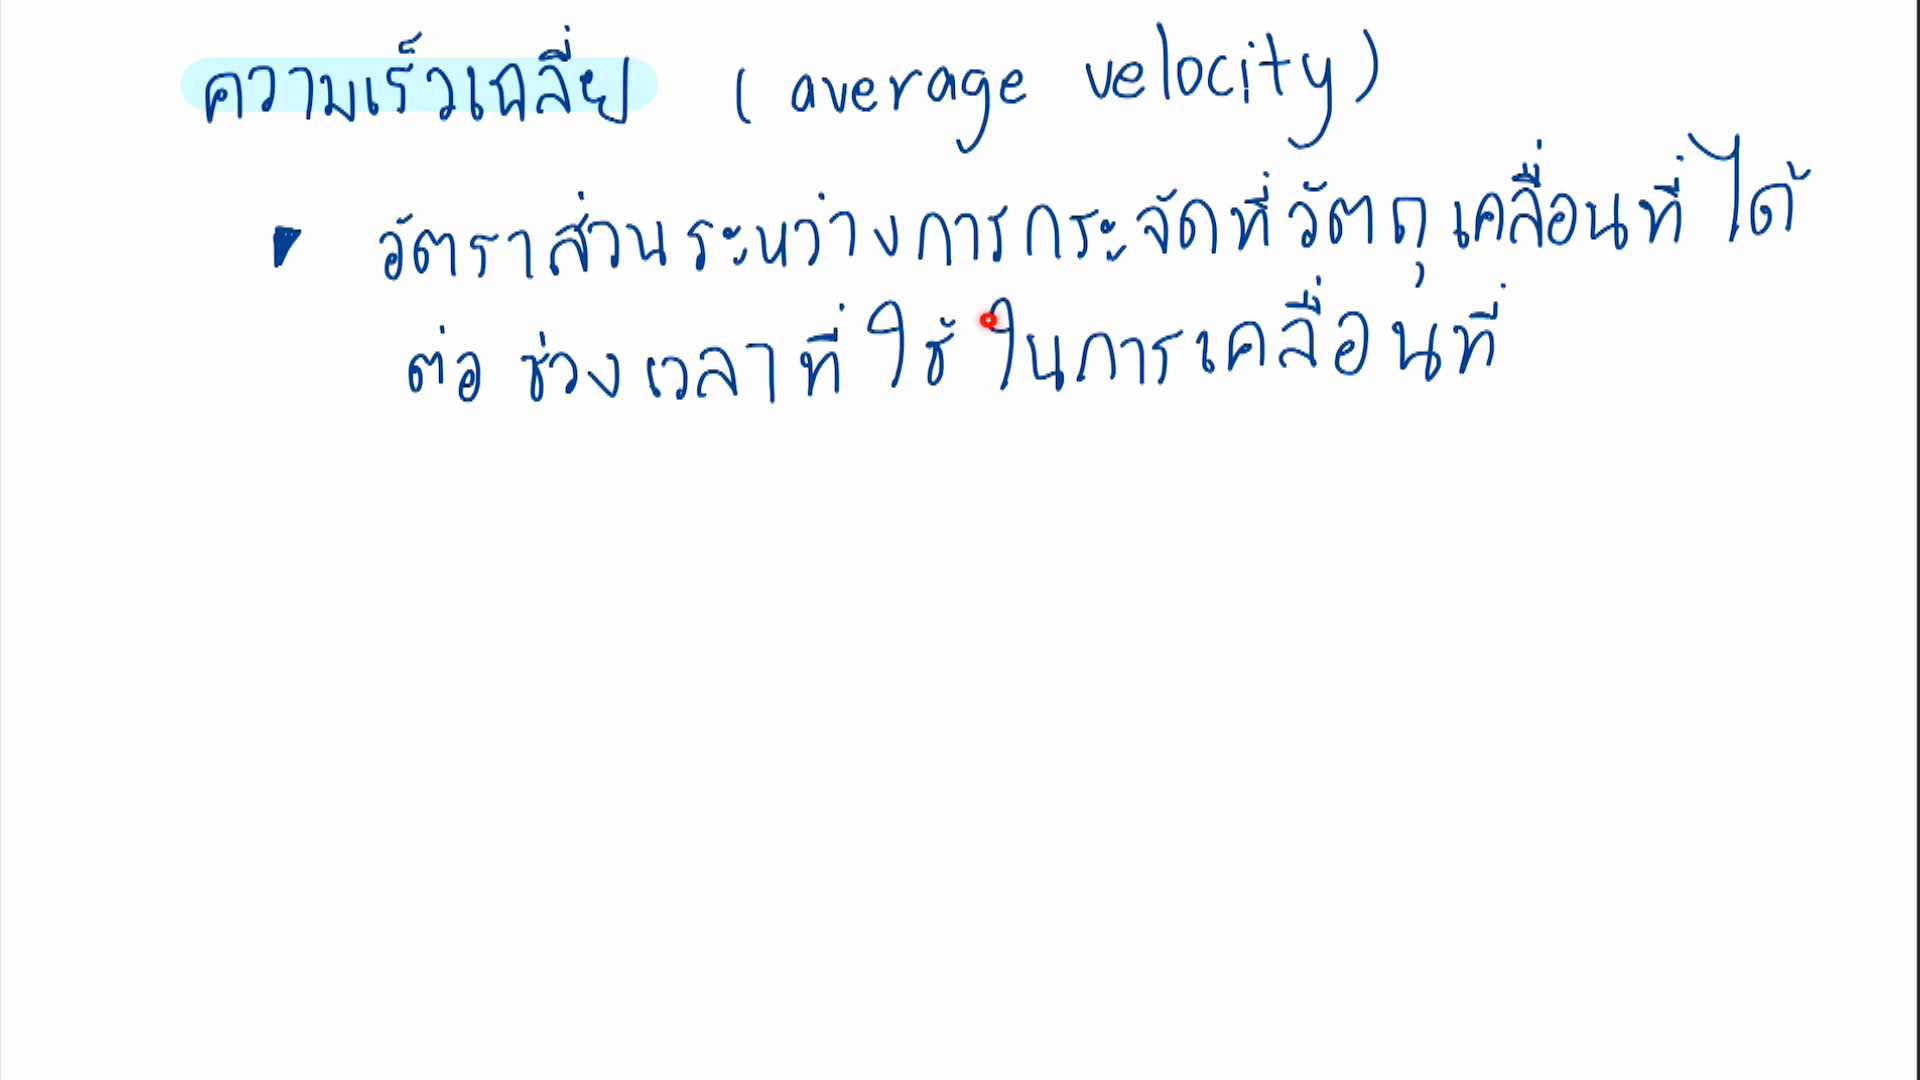 ความเร็วเฉลี่ย (average velocity)
อัตราส่วนระหว่างการกระจัดที่วัตถุเคลื่อนที่ได้
ต่อ ช่วงเวลาที่ใช้ในการเคลื่อนที่